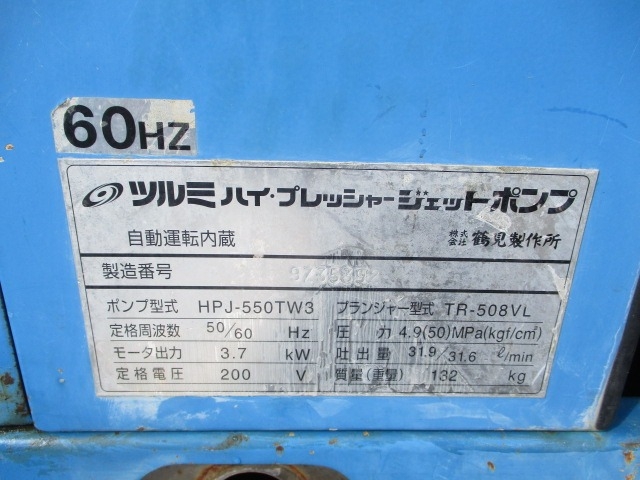 60HZ
ツルミ ハイ・プレッシャージェットポンプ
自動運転内蔵 株式会社 鶴見製作所
製造番号
ポンプ型式 HPJ-550TW3 プランジャー型式 TR-508VL
定格周波数 50/60 Hz 圧力 4.9(50)MPa(kgf/cm²)
モータ出力 3.7 kW 吐出量 31.9/31.6 ℓ/min
定格電圧 200 V 質量(重量) 132 kg